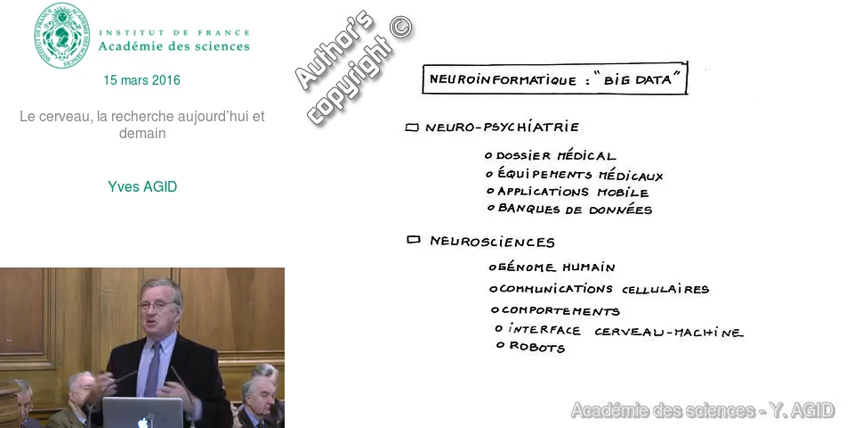 INSTITUT DE FRANCE
Académie des sciences
15 mars 2016
Le cerveau, la recherche aujourd'hui et
demain
Yves AGID
Author's
copyright ©
NEUROINFORMATIQUE : "BIG DATA"
NEURO-PSYCHIATRIE
DOSSIER MÉDICAL
ÉQUIPEMENTS MÉDICAUX
APPLICATIONS MOBILE
BANQUES DE DONNÉES
NEUROSCIENCES
GÉNOME HUMAIN
COMMUNICATIONS CELLULAIRES
COMPORTEMENTS
INTERFACE CERVEAU-MACHINE
ROBOTS
Académie des sciences - Y. AGID